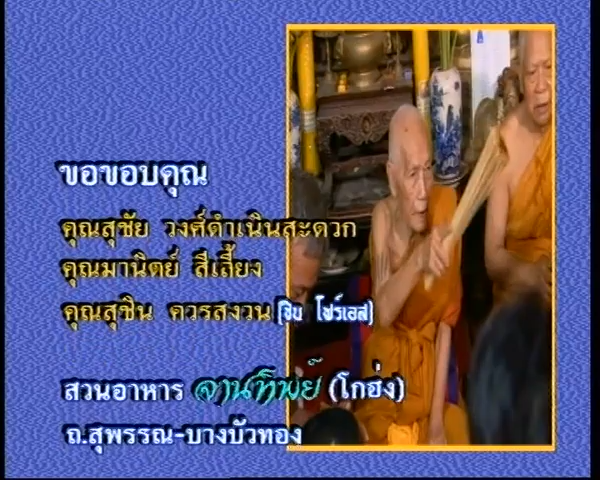 ขอขอบคุณ
คุณสุชัย วงศ์ดำเนินสะดวก
คุณมานิตย์ สีเสี้ยง
คุณสุชิน ควรสงวน (ชิน โฟร์เอส)
สวนอาหาร จานทิพย์ (โกฮ่ง)
ถ.สุพรรณ-บางบัวทอง